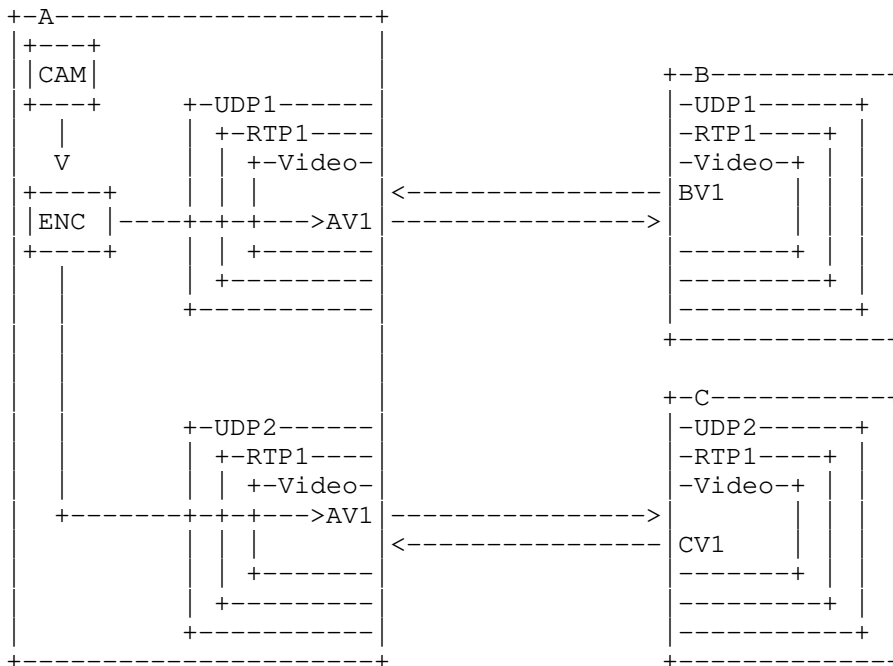 A
CAM
B
UDP1 UDP1
RTP1 RTP1
V Video Video
BV1
ENC AV1
C
UDP2 UDP2
RTP1 RTP1
Video Video
AV1
CV1